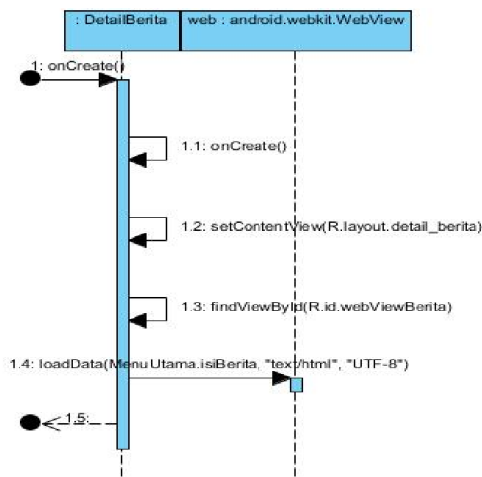 : DetailBerita
web : android.webkit.WebView
1: onCreate()
1.1: onCreate()
1.2: setContentView(R.layout.detail_berita)
1.3: findViewById(R.id.webViewBerita)
1.4: loadData(MenuUtama.isiBerita, "text/html", "UTF-8")
1.5: